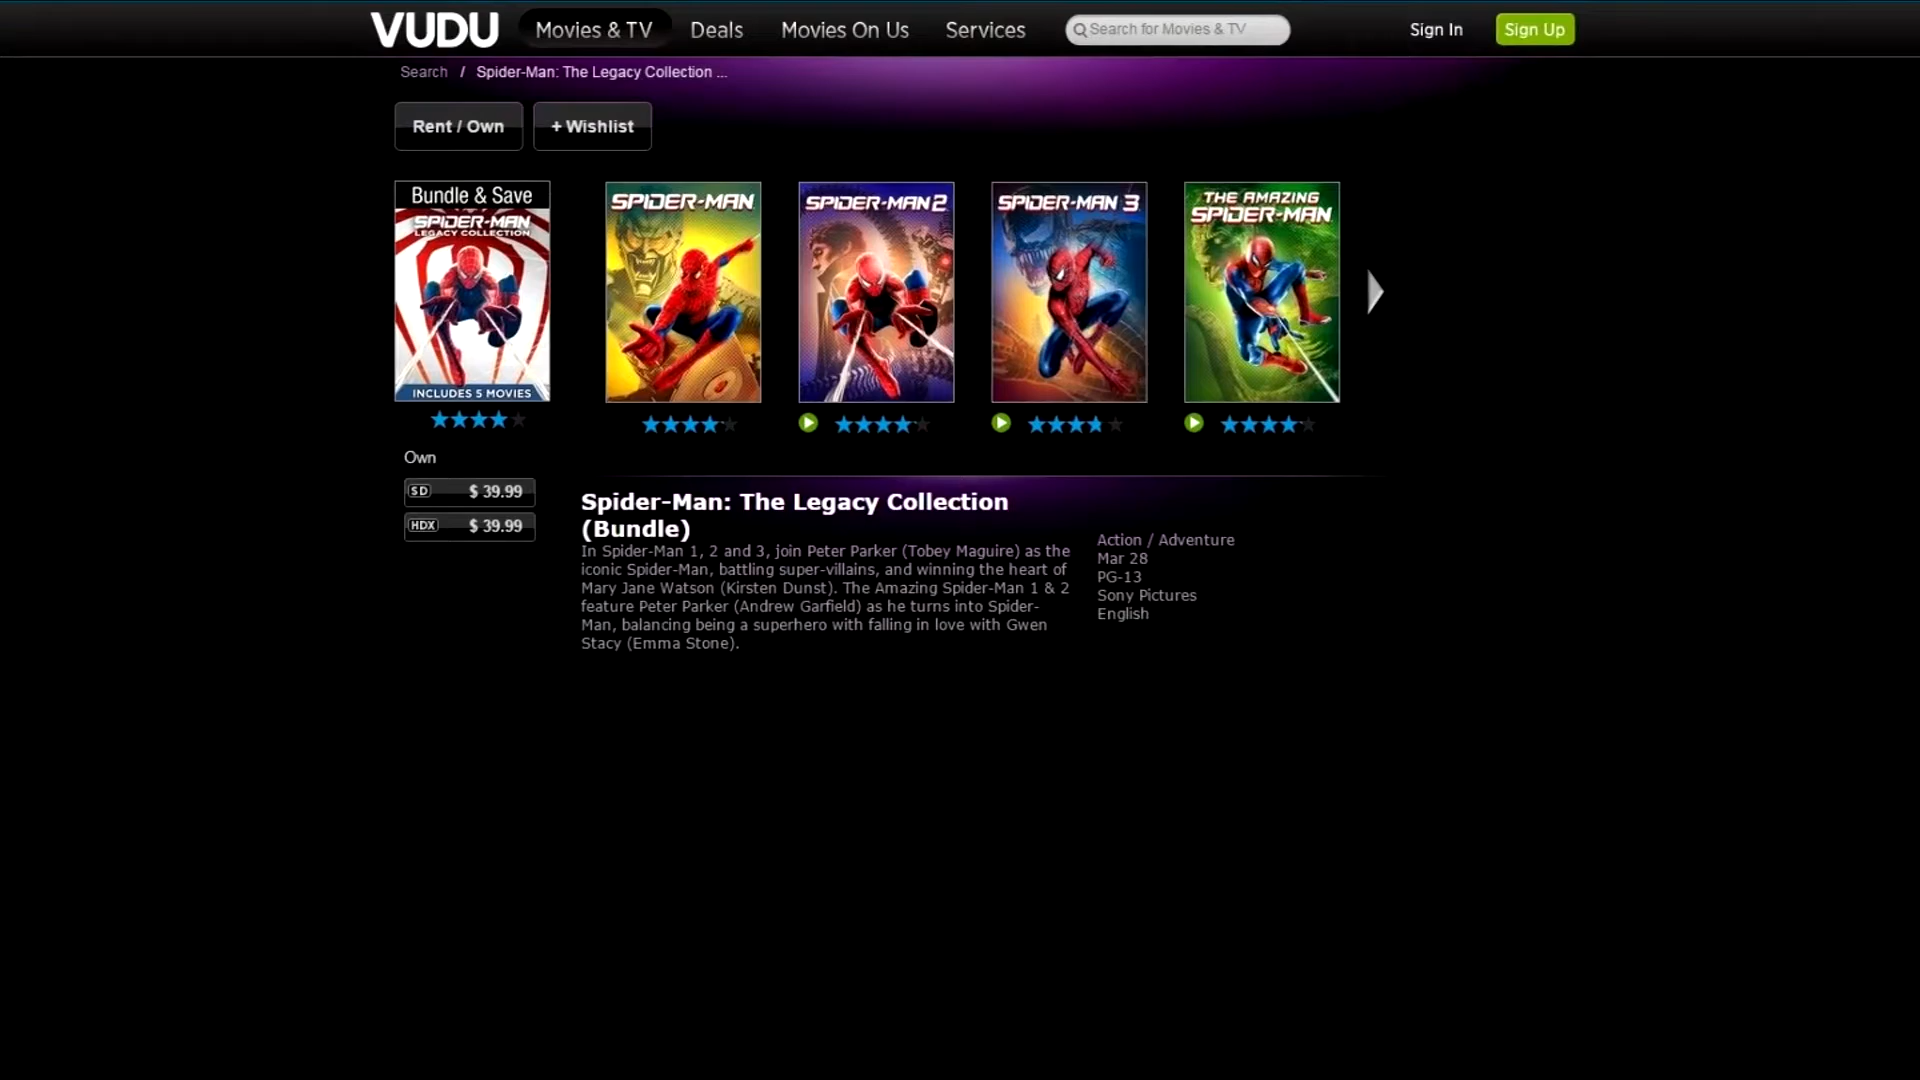 VUDU Movies & TV Deals Movies On Us Services Search for Movies & TV Sign In Sign Up
Search / Spider-Man: The Legacy Collection ...
Rent / Own + Wishlist
Bundle & Save
SPIDER-MAN
LEGACY COLLECTION
INCLUDES 5 MOVIES
SPIDER-MAN
SPIDER-MAN 2
SPIDER-MAN 3
THE AMAZING
SPIDER-MAN
Own
SD $ 39.99
HDX $ 39.99
Spider-Man: The Legacy Collection
(Bundle)
In Spider-Man 1, 2 and 3, join Peter Parker (Tobey Maguire) as the
iconic Spider-Man, battling super-villains, and winning the heart of
Mary Jane Watson (Kirsten Dunst). The Amazing Spider-Man 1 & 2
feature Peter Parker (Andrew Garfield) as he turns into Spider-
Man, balancing being a superhero with falling in love with Gwen
Stacy (Emma Stone).
Action / Adventure
Mar 28
PG-13
Sony Pictures
English